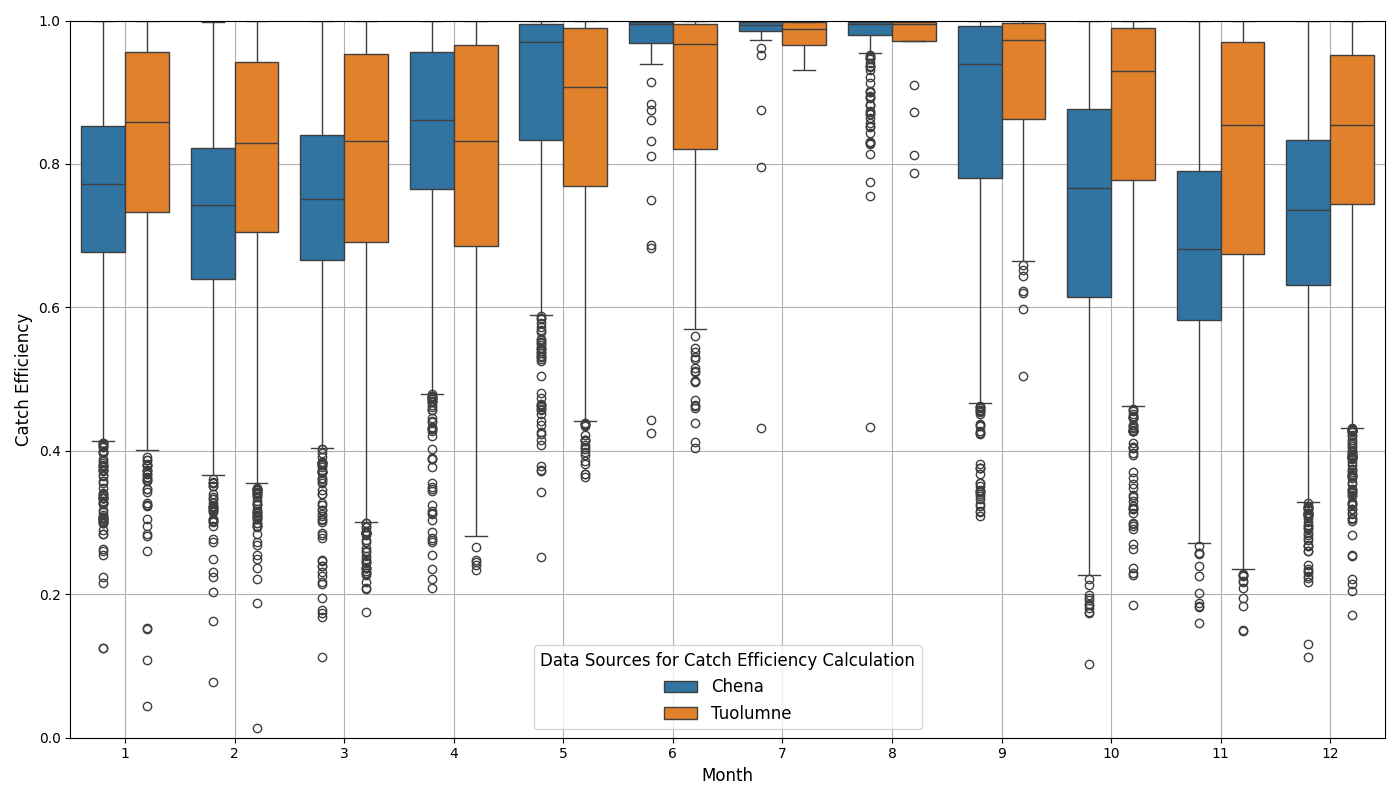 1.0
0.8
0.6
0.4
0.2
0.0
Catch Efficiency
Data Sources for Catch Efficiency Calculation
Chena
Tuolumne
1 2 3 4 5 6 7 8 9 10 11 12
Month